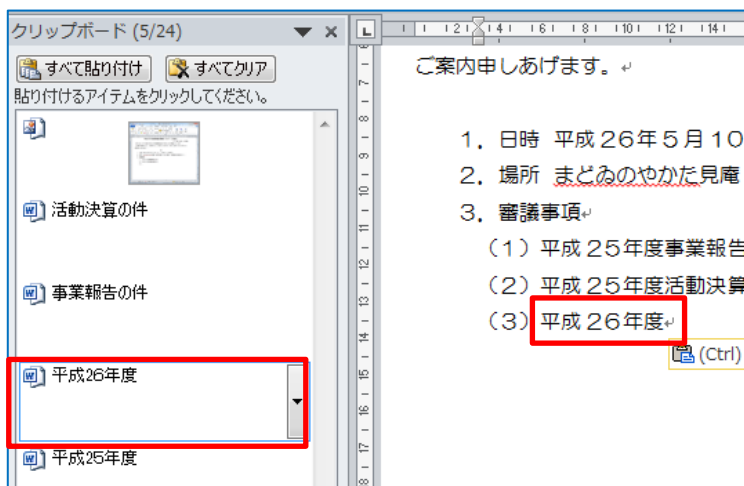 クリップボード (5/24)
すべて貼り付け すべてクリア
貼り付けるアイテムをクリックしてください。
活動決算の件
事業報告の件
平成26年度
平成25年度
ご案内申しあげます。
1．日時 平成26年5月10
2．場所 まどゐのやかた見庵
3．審議事項
（1）平成25年度事業報告
（2）平成25年度活動決算
（3）平成26年度
(Ctrl)